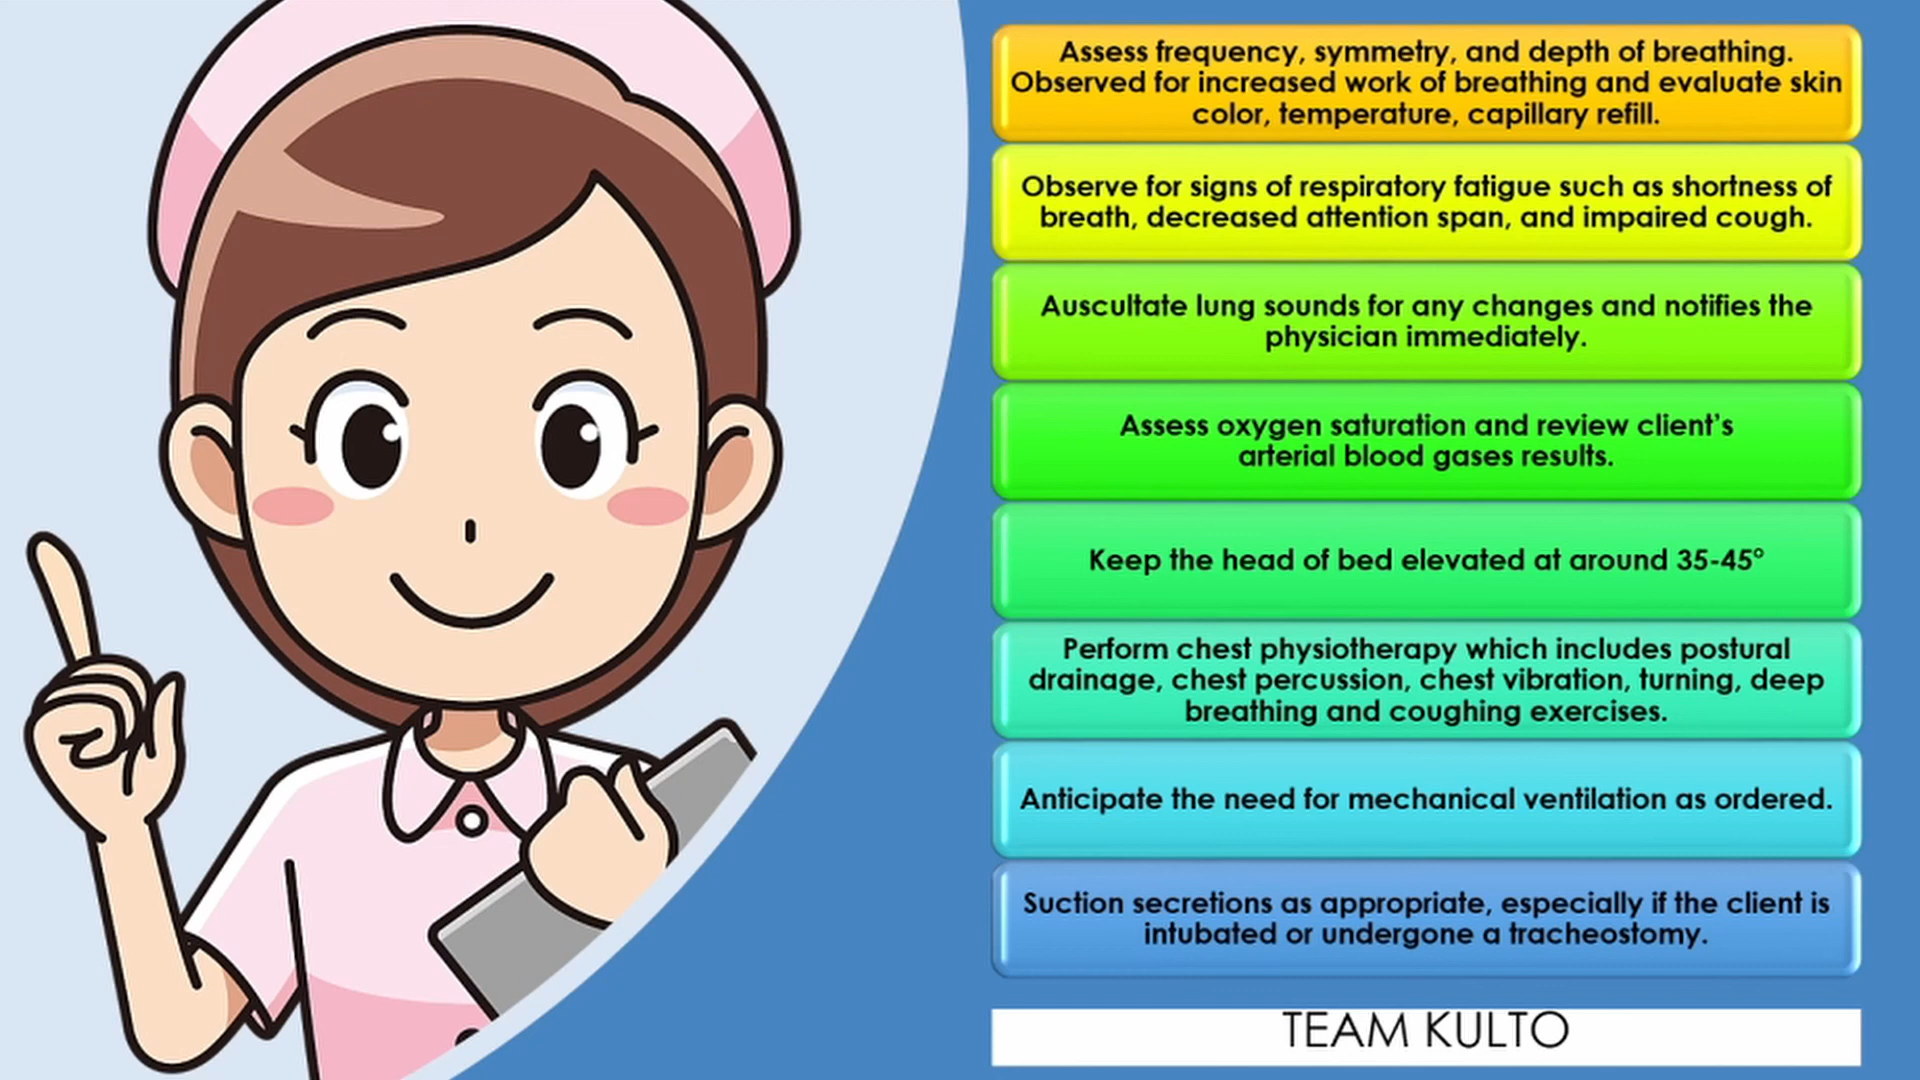 Assess frequency, symmetry, and depth of breathing.
Observed for increased work of breathing and evaluate skin
color, temperature, capillary refill.
Observe for signs of respiratory fatigue such as shortness of
breath, decreased attention span, and impaired cough.
Auscultate lung sounds for any changes and notifies the
physician immediately.
Assess oxygen saturation and review client’s
arterial blood gases results.
Keep the head of bed elevated at around 35-45°
Perform chest physiotherapy which includes postural
drainage, chest percussion, chest vibration, turning, deep
breathing and coughing exercises.
Anticipate the need for mechanical ventilation as ordered.
Suction secretions as appropriate, especially if the client is
intubated or undergone a tracheostomy.
TEAM KULTO